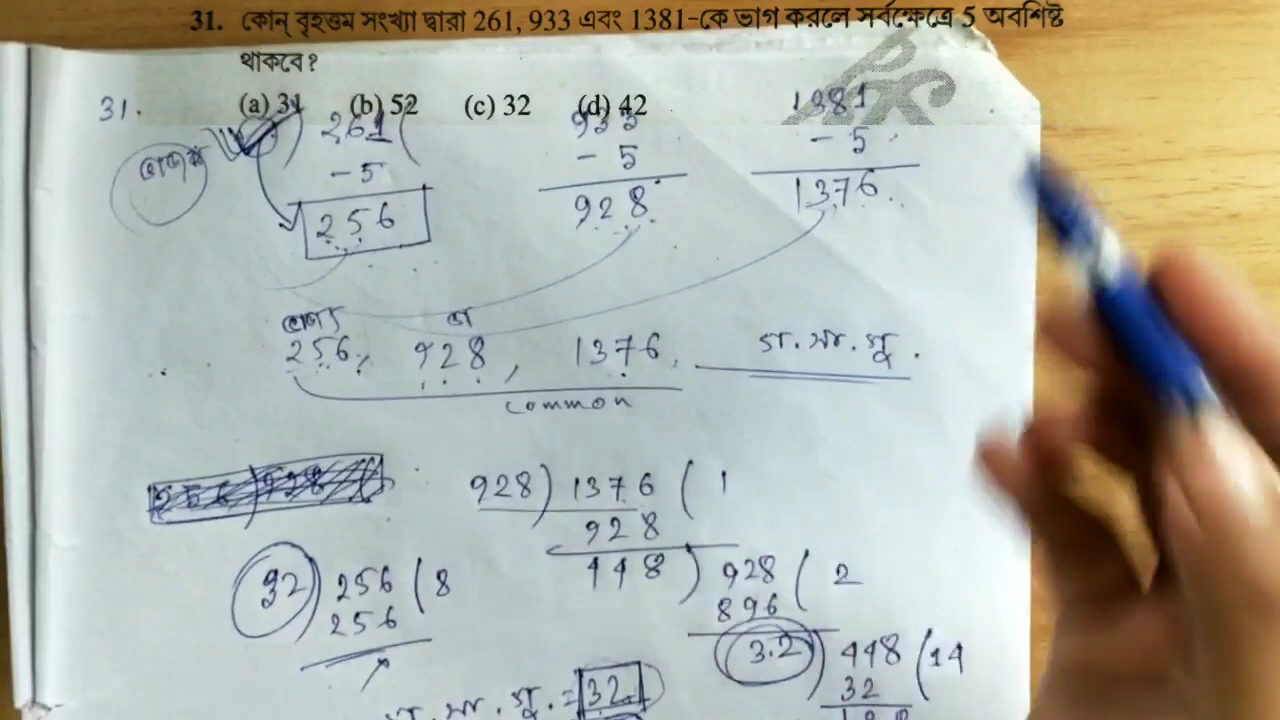 31. কোন্ বৃহত্তম সংখ্যা দ্বারা 261, 933 এবং 1381-কে ভাগ করলে সর্বক্ষেত্রে 5 অবশিষ্ট
থাকবে?
(a) 31 (b) 52 (c) 32 (d) 42
31.
261 933 1381
- 5 - 5 - 5
256 928 1376
256, 928, 1376. গ.সা.গু.
common
928 ) 1376 ( 1
928
448 ) 928 ( 2
896
32 ) 256 ( 8
256
3.2 ) 448 ( 14
32
গ.সা.গু. = 32